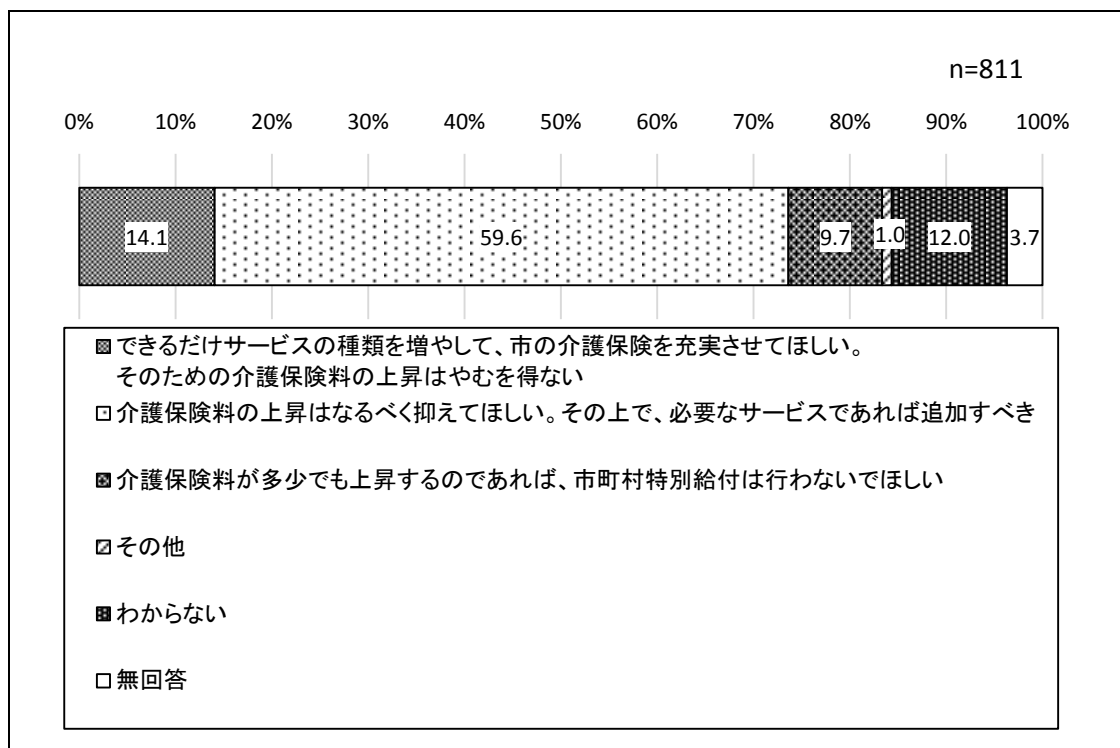 n=811
0% 10% 20% 30% 40% 50% 60% 70% 80% 90% 100%
14.1 59.6 9.7 1.0 12.0 3.7
できるだけサービスの種類を増やして、市の介護保険を充実させてほしい。
そのための介護保険料の上昇はやむを得ない
介護保険料の上昇はなるべく抑えてほしい。その上で、必要なサービスであれば追加すべき
介護保険料が多少でも上昇するのであれば、市町村特別給付は行わないでほしい
その他
わからない
無回答